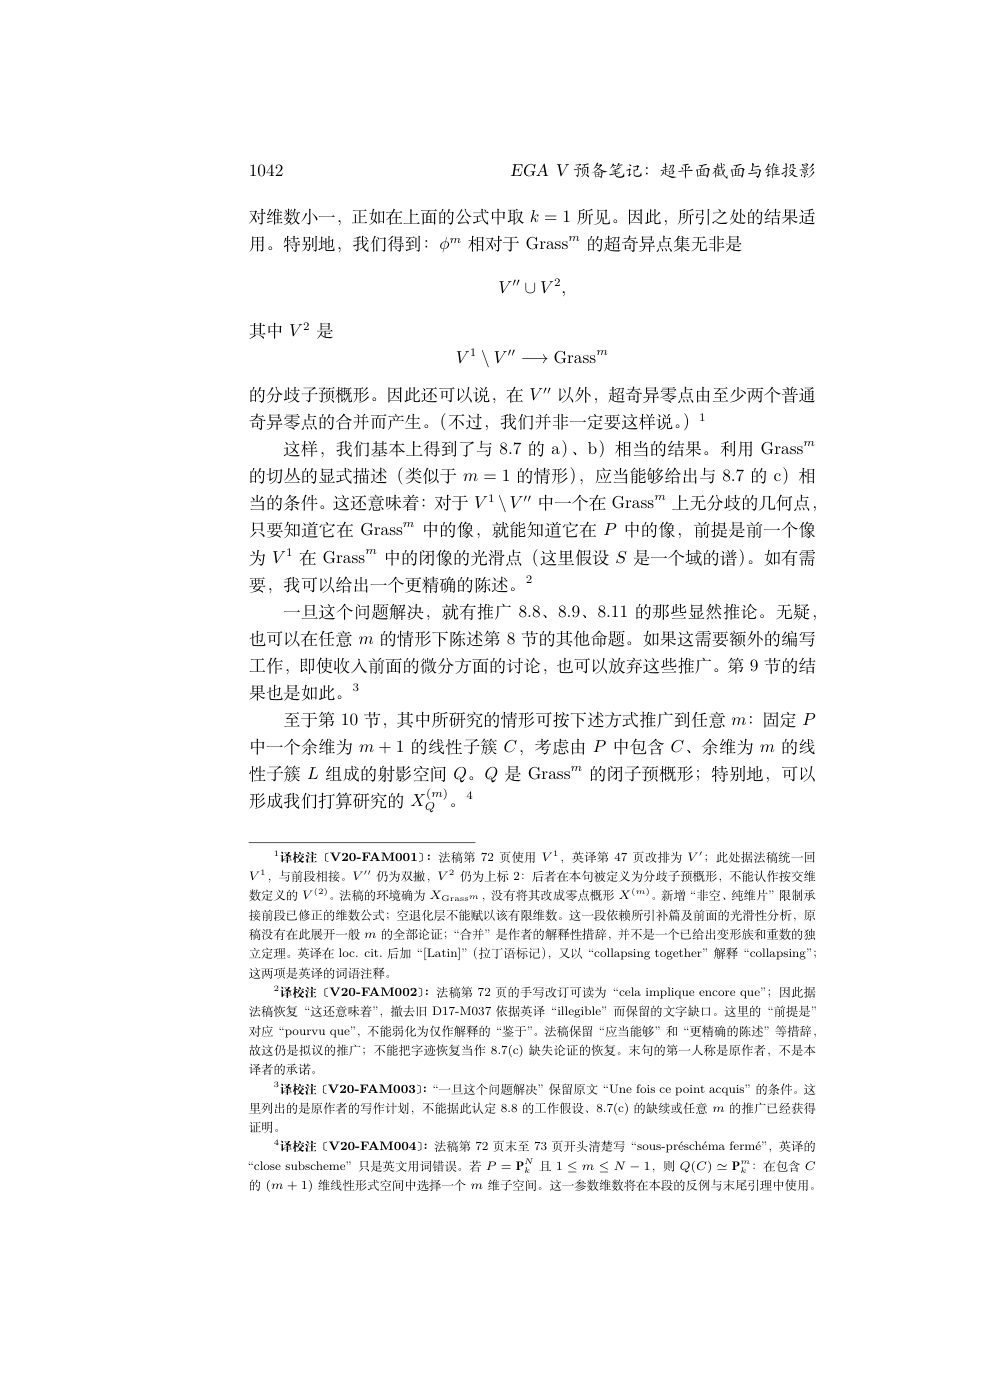 1042 EGA V 预备笔记：超平面截面与锥投影
对维数小一，正如在上面的公式中取 k = 1 所见。因此，所引之处的结果适
用。特别地，我们得到：ϕ^m 相对于 Grass^m 的超奇异点集无非是
V″ ∪ V²,
其中 V² 是
V¹ \ V″ ⟶ Grass^m
的分歧子预概形。因此还可以说，在 V″ 以外，超奇异零点由至少两个普通
奇异零点的合并而产生。（不过，我们并非一定要这样说。）¹
这样，我们基本上得到了与 8.7 的 a）、b）相当的结果。利用 Grass^m
的切丛的显式描述（类似于 m = 1 的情形），应当能够给出与 8.7 的 c）相
当的条件。这还意味着：对于 V¹ \ V″ 中一个在 Grass^m 上无分歧的几何点，
只要知道它在 Grass^m 中的像，就能知道它在 P 中的像，前提是前一个像
为 V¹ 在 Grass^m 中的闭像的光滑点（这里假设 S 是一个域的谱）。如有需
要，我可以给出一个更精确的陈述。²
一旦这个问题解决，就有推广 8.8、8.9、8.11 的那些显然推论。无疑，
也可以在任意 m 的情形下陈述第 8 节的其他命题。如果这需要额外的编写
工作，即使收入前面的微分方面的讨论，也可以放弃这些推广。第 9 节的结
果也是如此。³
至于第 10 节，其中所研究的情形可按下述方式推广到任意 m：固定 P
中一个余维为 m + 1 的线性子簇 C，考虑由 P 中包含 C、余维为 m 的线
性子簇 L 组成的射影空间 Q。Q 是 Grass^m 的闭子预概形；特别地，可以
形成我们打算研究的 X_Q^(m)。⁴
¹译校注〔V20-FAM001〕：法稿第 72 页使用 V¹，英译第 47 页改排为 V′；此处据法稿统一回
V¹，与前段相接。V″ 仍为双撇，V² 仍为上标 2：后者在本句被定义为分歧子预概形，不能认作按交维
数定义的 V^(2)。法稿的环境确为 X_{Grass^m}，没有将其改成零点概形 X^(m)。新增 “非空、纯维片” 限制承
接前段已修正的维数公式；空退化层不能赋以该有限维数。这一段依赖所引补篇及前面的光滑性分析，原
稿没有在此展开一般 m 的全部论证；“合并” 是作者的解释性措辞，并不是一个已给出变形族和重数的独
立定理。英译在 loc. cit. 后加 “[Latin]”（拉丁语标记），又以 “collapsing together” 解释 “collapsing”；
这两项是英译的词语注释。
²译校注〔V20-FAM002〕：法稿第 72 页的手写改订可读为 “cela implique encore que”；因此据
法稿恢复 “这还意味着”，撤去旧 D17-M037 依据英译 “illegible” 而保留的文字缺口。这里的 “前提是”
对应 “pourvu que”，不能弱化为仅作解释的 “鉴于”。法稿保留 “应当能够” 和 “更精确的陈述” 等措辞，
故这仍是拟议的推广；不能把字迹恢复当作 8.7(c) 缺失论证的恢复。末句的第一人称是原作者，不是本
译者的承诺。
³译校注〔V20-FAM003〕：“一旦这个问题解决” 保留原文 “Une fois ce point acquis” 的条件。这
里列出的是原作者的写作计划，不能据此认定 8.8 的工作假设、8.7(c) 的缺续或任意 m 的推广已经获得
证明。
⁴译校注〔V20-FAM004〕：法稿第 72 页末至 73 页开头清楚写 “sous-préschéma fermé”，英译的
“close subscheme” 只是英文用词错误。若 P = P_k^N 且 1 ≤ m ≤ N − 1，则 Q(C) ≃ P_k^m：在包含 C
的 (m + 1) 维线性形式空间中选择一个 m 维子空间。这一参数维数将在本段的反例与末尾引理中使用。